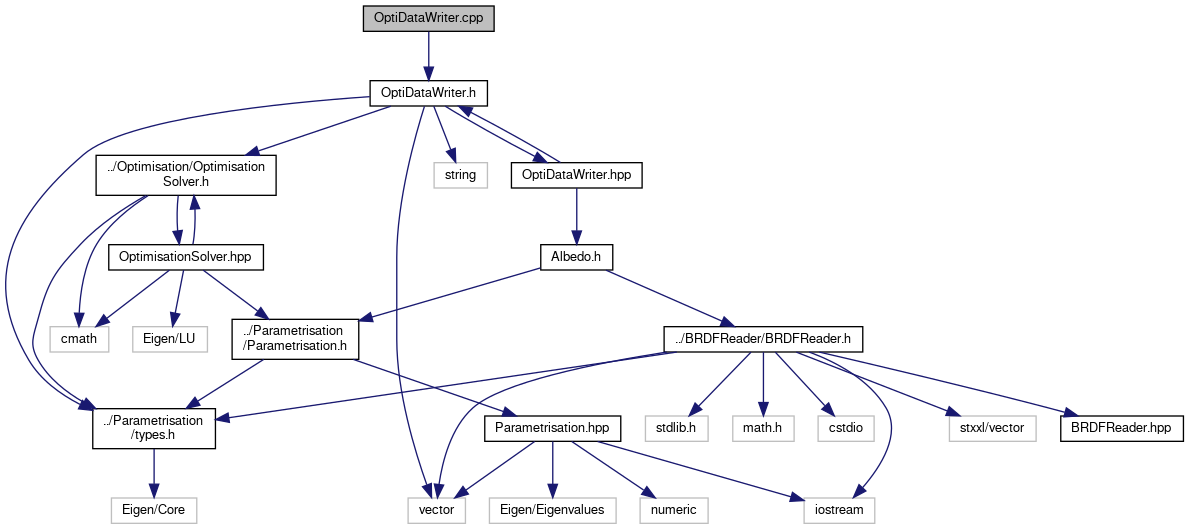 OptiDataWriter.cpp
OptiDataWriter.h
../Optimisation/Optimisation
Solver.h
string
OptiDataWriter.hpp
OptimisationSolver.hpp
Albedo.h
cmath
Eigen/LU
../Parametrisation
/Parametrisation.h
../BRDFReader/BRDFReader.h
../Parametrisation
/types.h
Parametrisation.hpp
stdlib.h
math.h
cstdio
stxxl/vector
BRDFReader.hpp
Eigen/Core
vector
Eigen/Eigenvalues
numeric
iostream